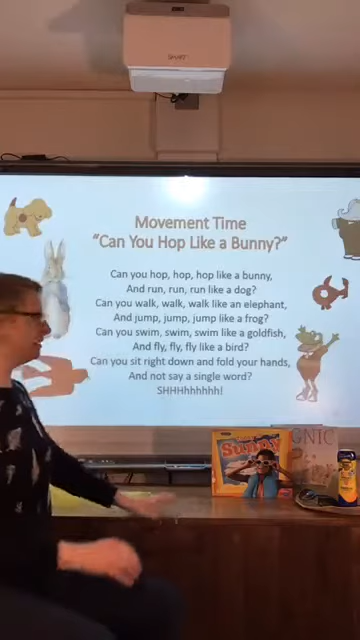 SMART
Movement Time
"Can You Hop Like a Bunny?"
Can you hop, hop, hop like a bunny,
And run, run, run like a dog?
Can you walk, walk, walk like an elephant,
And jump, jump, jump like a frog?
Can you swim, swim, swim like a goldfish,
And fly, fly, fly like a bird?
Can you sit right down and fold your hands,
And not say a single word?
SHHHHHHHHH!